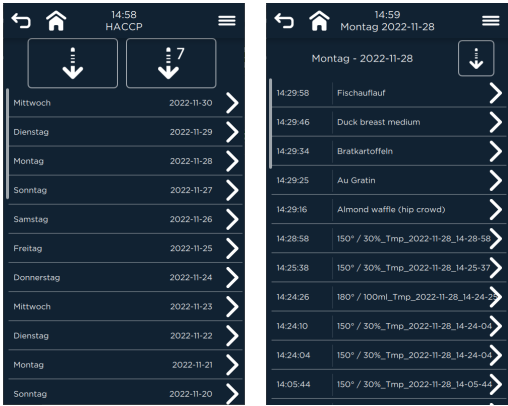 14:58
HACCP
7
Mittwoch 2022-11-30
Dienstag 2022-11-29
Montag 2022-11-28
Sonntag 2022-11-27
Samstag 2022-11-26
Freitag 2022-11-25
Donnerstag 2022-11-24
Mittwoch 2022-11-23
Dienstag 2022-11-22
Montag 2022-11-21
Sonntag 2022-11-20
14:59
Montag 2022-11-28
Montag - 2022-11-28
14:29:58 Fischauflauf
14:29:46 Duck breast medium
14:29:34 Bratkartoffeln
14:29:25 Au Gratin
14:29:16 Almond waffle (hip crowd)
14:28:58 150° / 30%_Tmp_2022-11-28_14-28-58
14:25:38 150° / 30%_Tmp_2022-11-28_14-25-37
14:24:26 180° / 100ml_Tmp_2022-11-28_14-24-25
14:24:10 150° / 30%_Tmp_2022-11-28_14-24-04
14:24:04 150° / 30%_Tmp_2022-11-28_14-24-04
14:05:44 150° / 30%_Tmp_2022-11-28_14-05-44